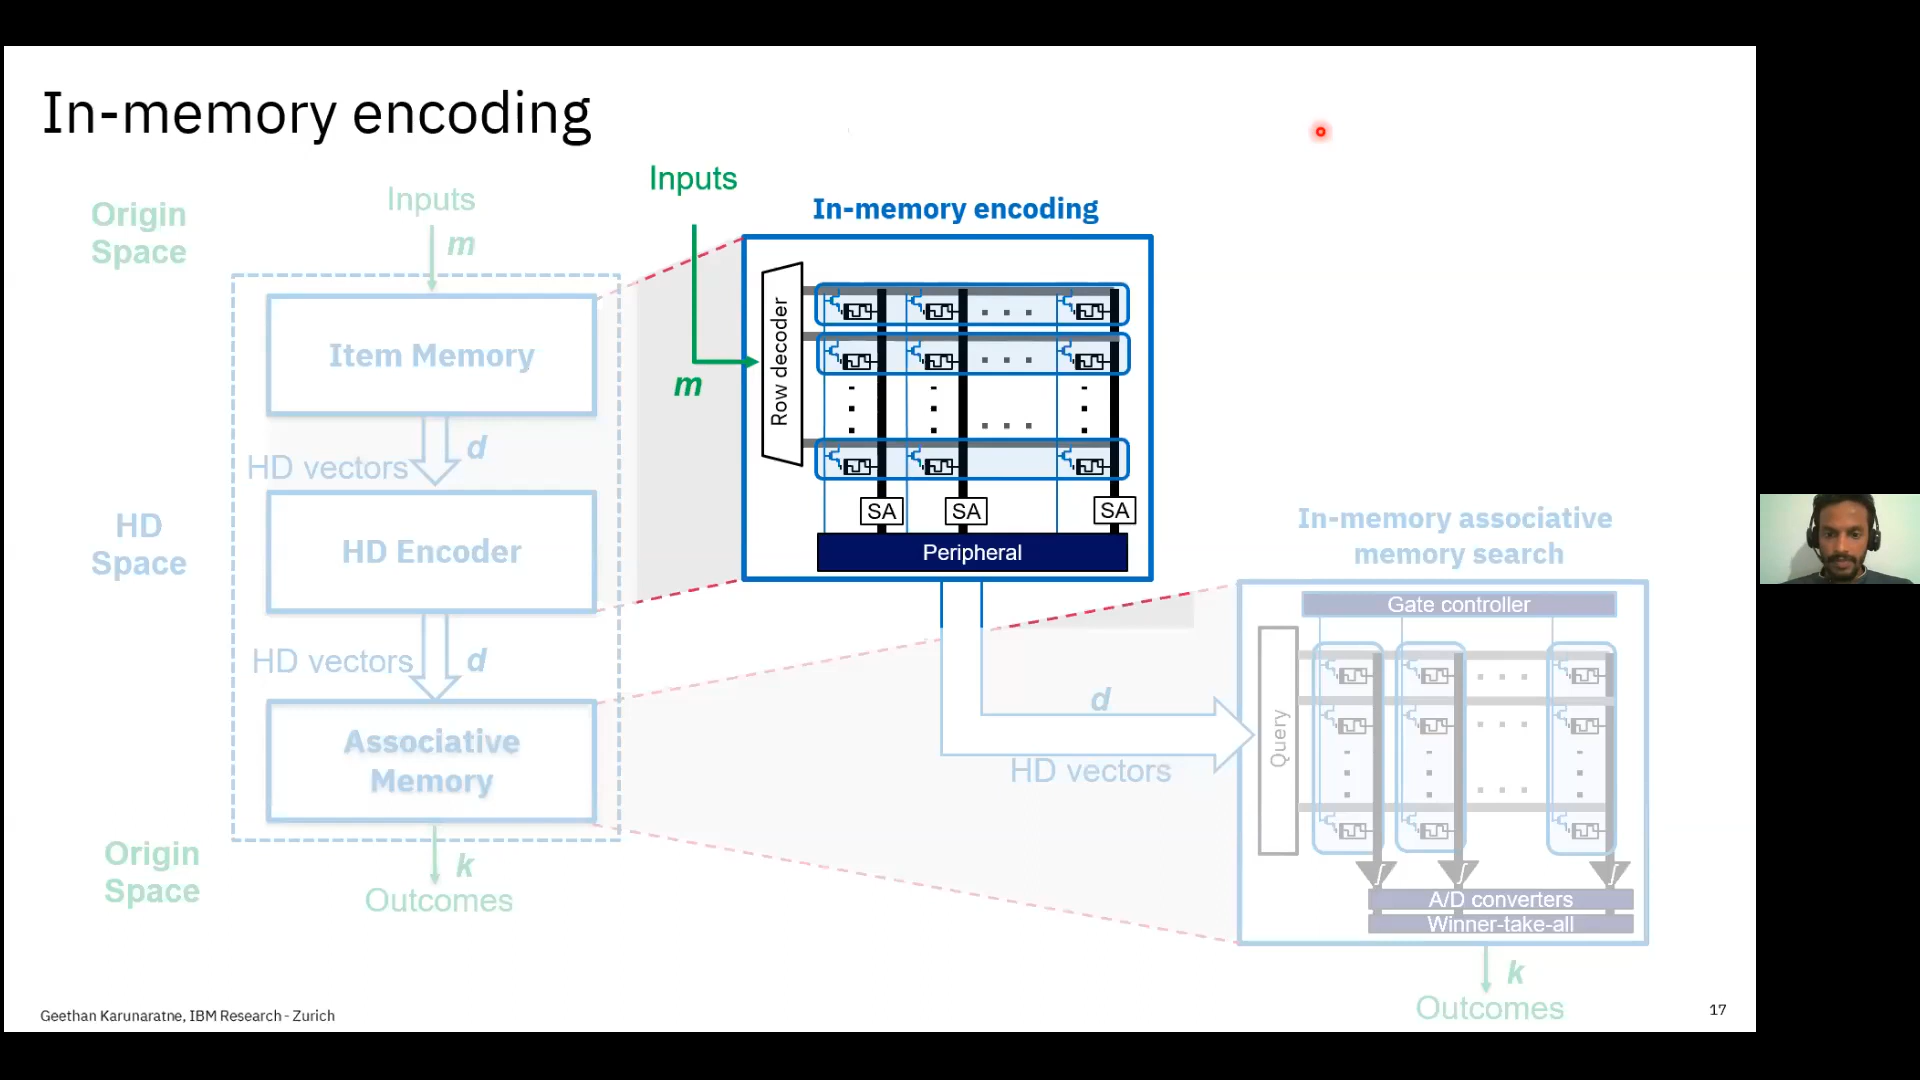 In-memory encoding
Origin
Space
Inputs
m
Item Memory
HD vectors
d
HD
Space
HD Encoder
HD vectors
d
Associative
Memory
Origin
Space
k
Outcomes
Inputs
m
In-memory encoding
Row decoder
SA
SA
SA
Peripheral
d
HD vectors
In-memory associative
memory search
Gate controller
Query
∫
∫
∫
A/D converters
Winner-take-all
k
Outcomes
Geethan Karunaratne, IBM Research - Zurich
17